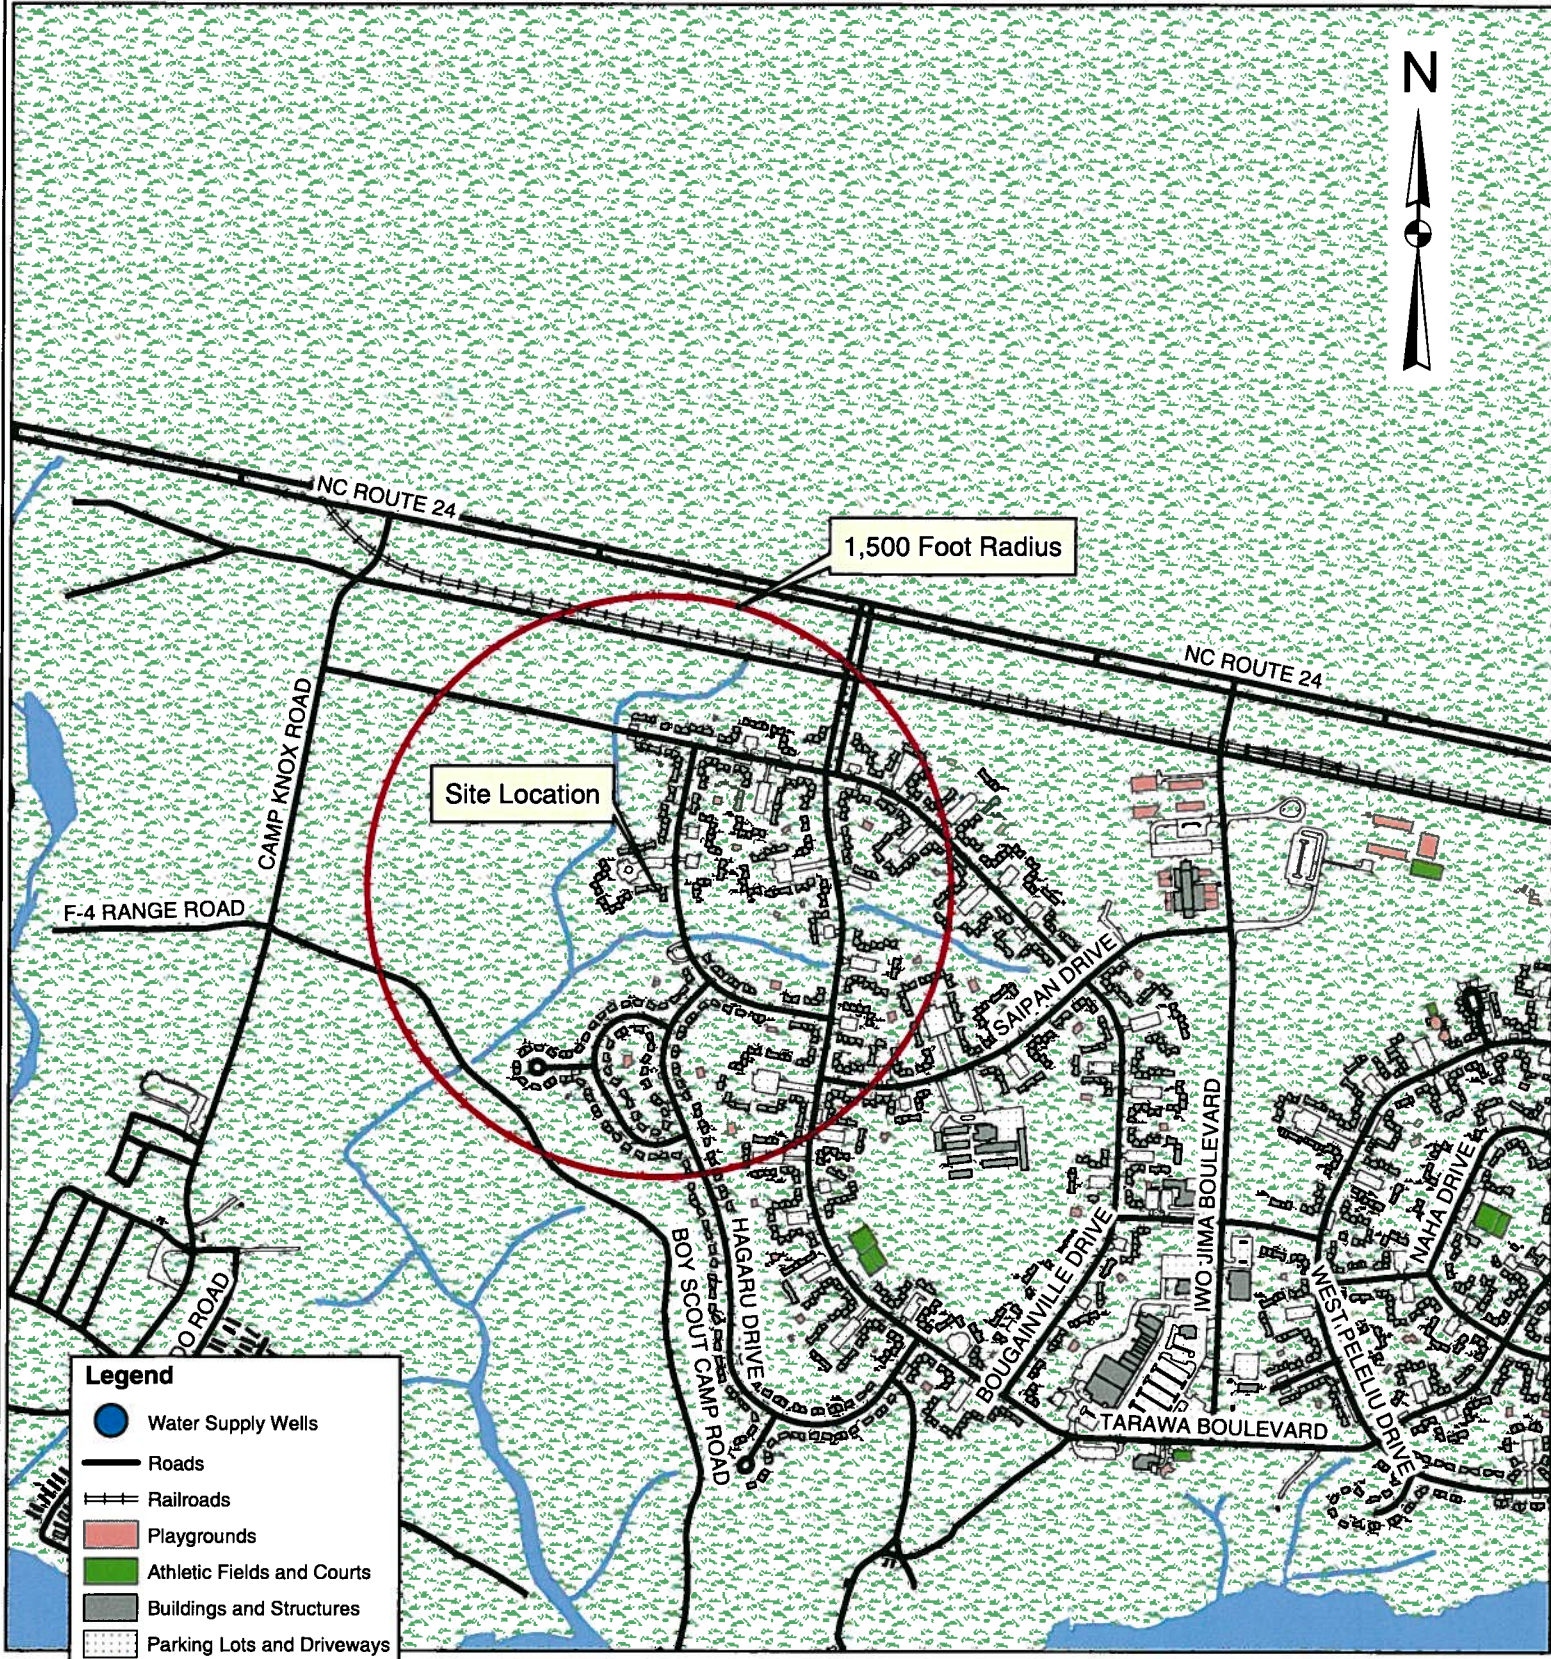 N
NC ROUTE 24
1,500 Foot Radius
NC ROUTE 24
CAMP KNOX ROAD
Site Location
F-4 RANGE ROAD
SAIPAN DRIVE
IWO JIMA BOULEVARD
NAHA DRIVE
BOUGAINVILLE DRIVE
HAGARU DRIVE
BOY SCOUT CAMP ROAD
WEST PELELIU DRIVE
DO ROAD
TARAWA BOULEVARD
Legend
Water Supply Wells
Roads
Railroads
Playgrounds
Athletic Fields and Courts
Buildings and Structures
Parking Lots and Driveways